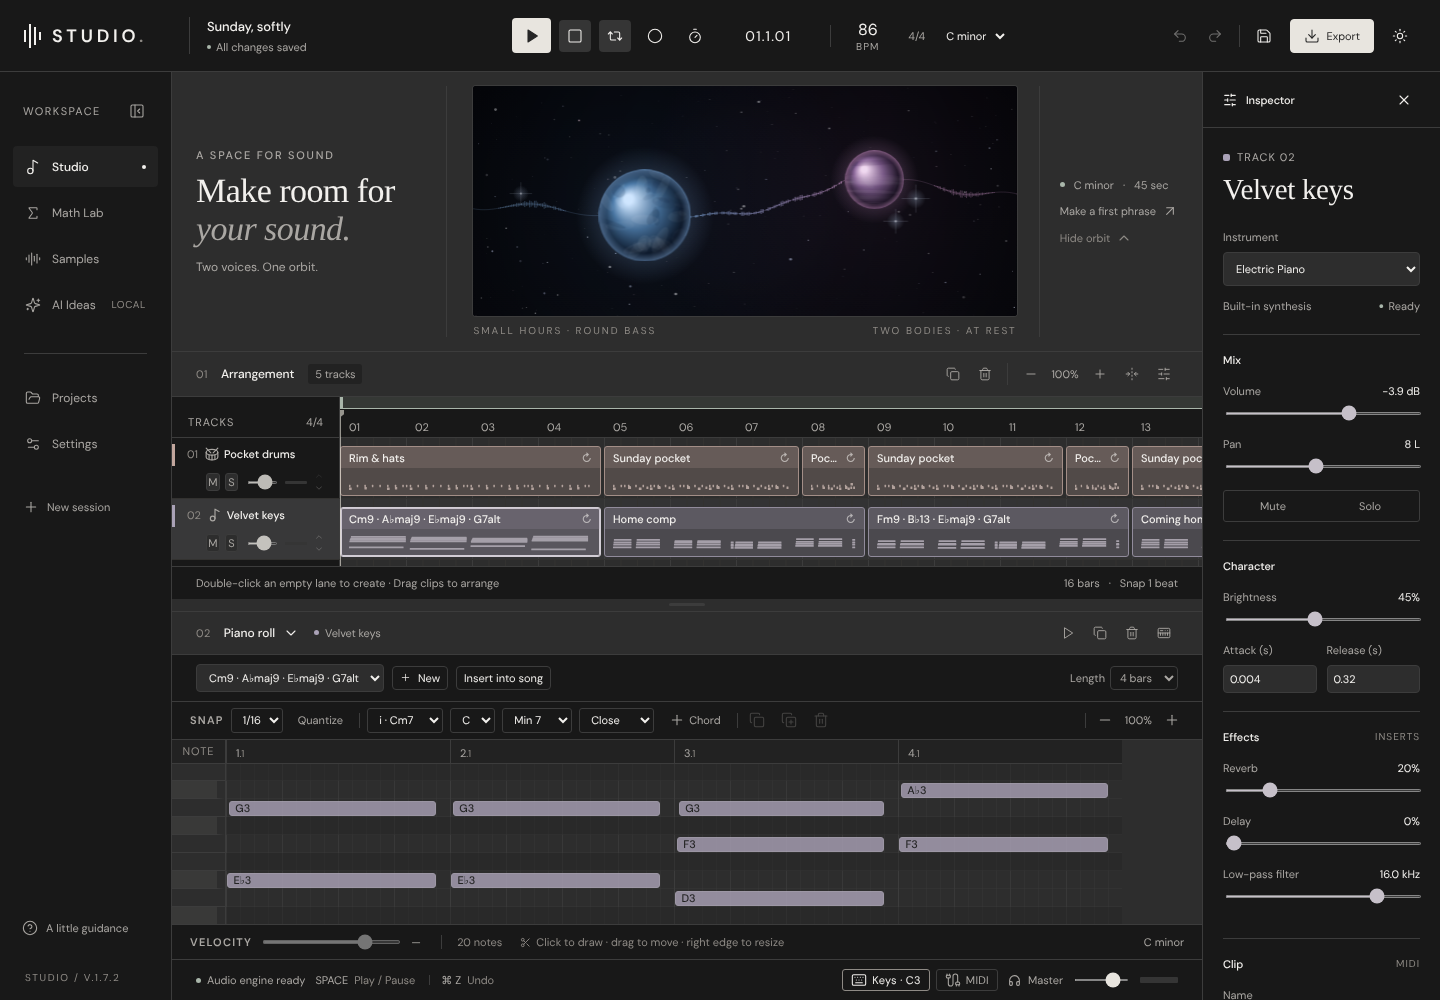 STUDIO.
Sunday, softly
All changes saved
01.1.01
86
BPM
4/4
C minor
Export
WORKSPACE
Studio
Math Lab
Samples
AI Ideas LOCAL
Projects
Settings
New session
A little guidance
STUDIO / V.1.7.2
A SPACE FOR SOUND
Make room for
your sound.
Two voices. One orbit.
SMALL HOURS · ROUND BASS
TWO BODIES · AT REST
C minor · 45 sec
Make a first phrase
Hide orbit
01 Arrangement 5 tracks
100%
TRACKS 4/4
01 02 03 04 05 06 07 08 09 10 11 12 13
01 Pocket drums
M S
Rim & hats
Sunday pocket
Poc...
Sunday pocket
Poc...
Sunday poc
02 Velvet keys
M S
Cm9 · A♭maj9 · E♭maj9 · G7alt
Home comp
Fm9 · B♭13 · E♭maj9 · G7alt
Coming hon
Double-click an empty lane to create · Drag clips to arrange
16 bars · Snap 1 beat
02 Piano roll Velvet keys
Cm9 · A♭maj9 · E♭maj9 · G7alt
New
Insert into song
Length 4 bars
SNAP 1/16 Quantize i · Cm7 C Min 7 Close Chord
100%
NOTE 1.1 2.1 3.1 4.1
A♭3
G3 G3 G3
F3 F3
E♭3 E♭3
D3
VELOCITY
20 notes
Click to draw · drag to move · right edge to resize
C minor
Audio engine ready
SPACE Play / Pause
⌘ Z Undo
Keys · C3
MIDI
Master
Inspector
TRACK 02
Velvet keys
Instrument
Electric Piano
Built-in synthesis Ready
Mix
Volume −3.9 dB
Pan 8 L
Mute Solo
Character
Brightness 45%
Attack (s) Release (s)
0.004 0.32
Effects INSERTS
Reverb 20%
Delay 0%
Low-pass filter 16.0 kHz
Clip MIDI
Name